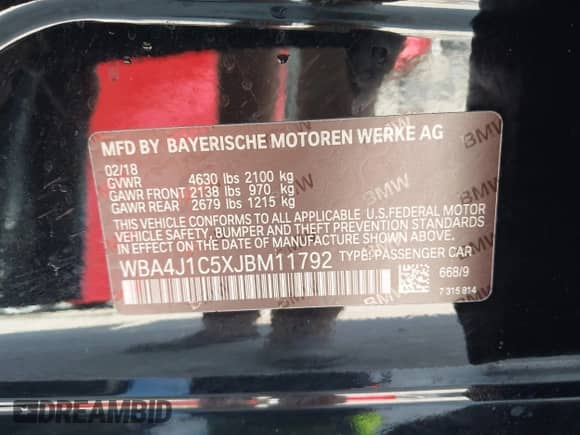 MFD BY BAYERISCHE MOTOREN WERKE AG
02/18
GVWR 4630 lbs 2100 kg
GAWR FRONT 2138 lbs 970 kg
GAWR REAR 2679 lbs 1215 kg
THIS VEHICLE CONFORMS TO ALL APPLICABLE U.S.FEDERAL MOTOR
VEHICLE SAFETY, BUMPER AND THEFT PREVENTION STANDARDS
IN EFFECT ON THE DATE OF MANUFACTURE SHOWN ABOVE.
WBA4J1C5XJBM11792 TYPE:PASSENGER CAR
668/9
7 315 814
BMW
BMW
BMW
DREAMBID